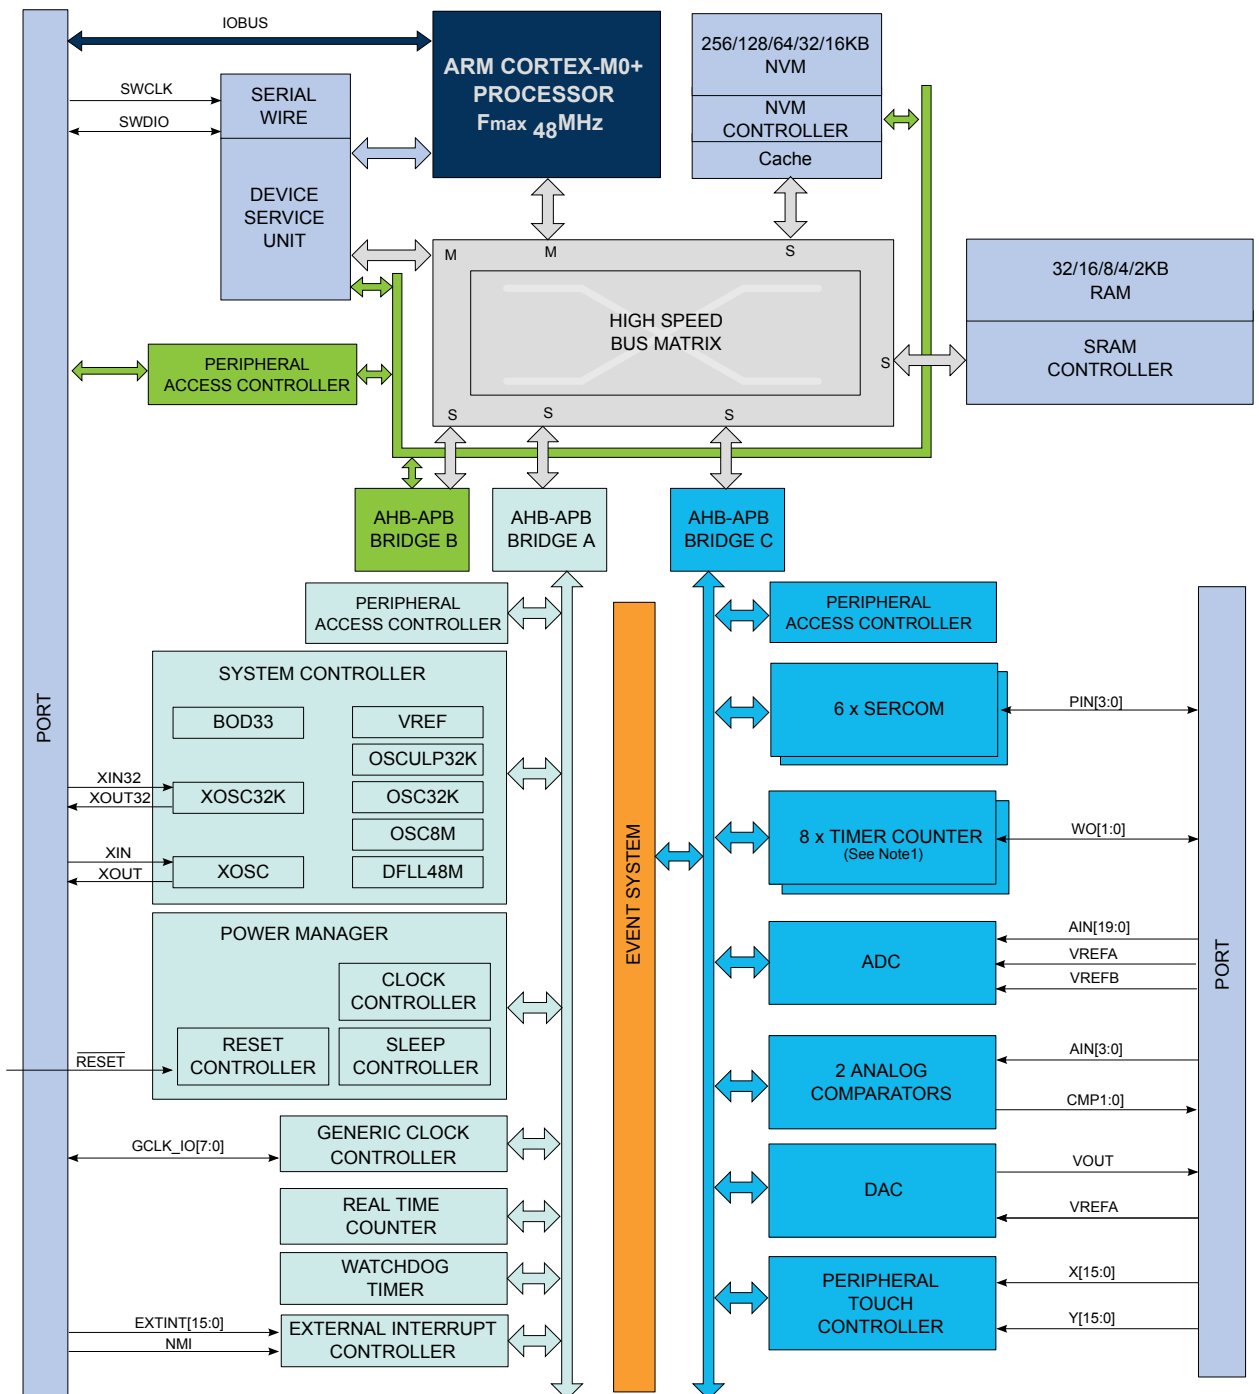 IOBUS
ARM CORTEX-M0+
PROCESSOR
Fmax 48MHz
256/128/64/32/16KB
NVM
NVM
CONTROLLER
Cache
SWCLK
SWDIO
SERIAL
WIRE
DEVICE
SERVICE
UNIT
M
M
S
HIGH SPEED
BUS MATRIX
S
S
S
S
32/16/8/4/2KB
RAM
SRAM
CONTROLLER
PERIPHERAL
ACCESS CONTROLLER
AHB-APB
BRIDGE B
AHB-APB
BRIDGE A
AHB-APB
BRIDGE C
PORT
PERIPHERAL
ACCESS CONTROLLER
SYSTEM CONTROLLER
BOD33
VREF
OSCULP32K
XIN32
XOUT32
XOSC32K
OSC32K
OSC8M
XIN
XOUT
XOSC
DFLL48M
POWER MANAGER
CLOCK
CONTROLLER
RESET
RESET
CONTROLLER
SLEEP
CONTROLLER
GCLK_IO[7:0]
GENERIC CLOCK
CONTROLLER
REAL TIME
COUNTER
WATCHDOG
TIMER
EXTINT[15:0]
NMI
EXTERNAL INTERRUPT
CONTROLLER
EVENT SYSTEM
PERIPHERAL
ACCESS CONTROLLER
6 x SERCOM
PIN[3:0]
8 x TIMER COUNTER
(See Note1)
WO[1:0]
ADC
AIN[19:0]
VREFA
VREFB
2 ANALOG
COMPARATORS
AIN[3:0]
CMP1:0]
DAC
VOUT
VREFA
PERIPHERAL
TOUCH
CONTROLLER
X[15:0]
Y[15:0]
PORT